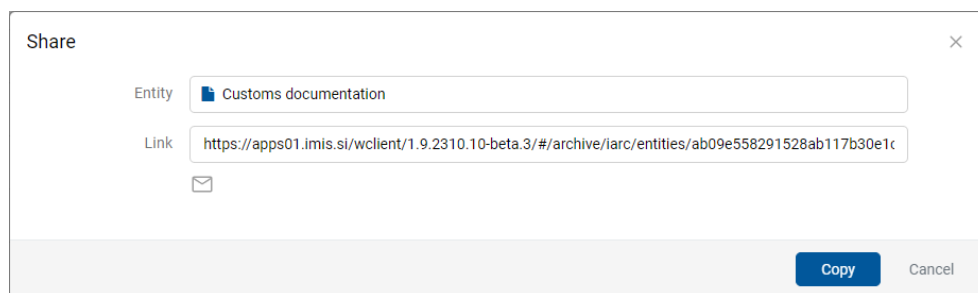 Share
Entity
Customs documentation
Link
https://apps01.imis.si/wclient/1.9.2310.10-beta.3/#/archive/iarc/entities/ab09e558291528ab117b30e1c
Copy
Cancel